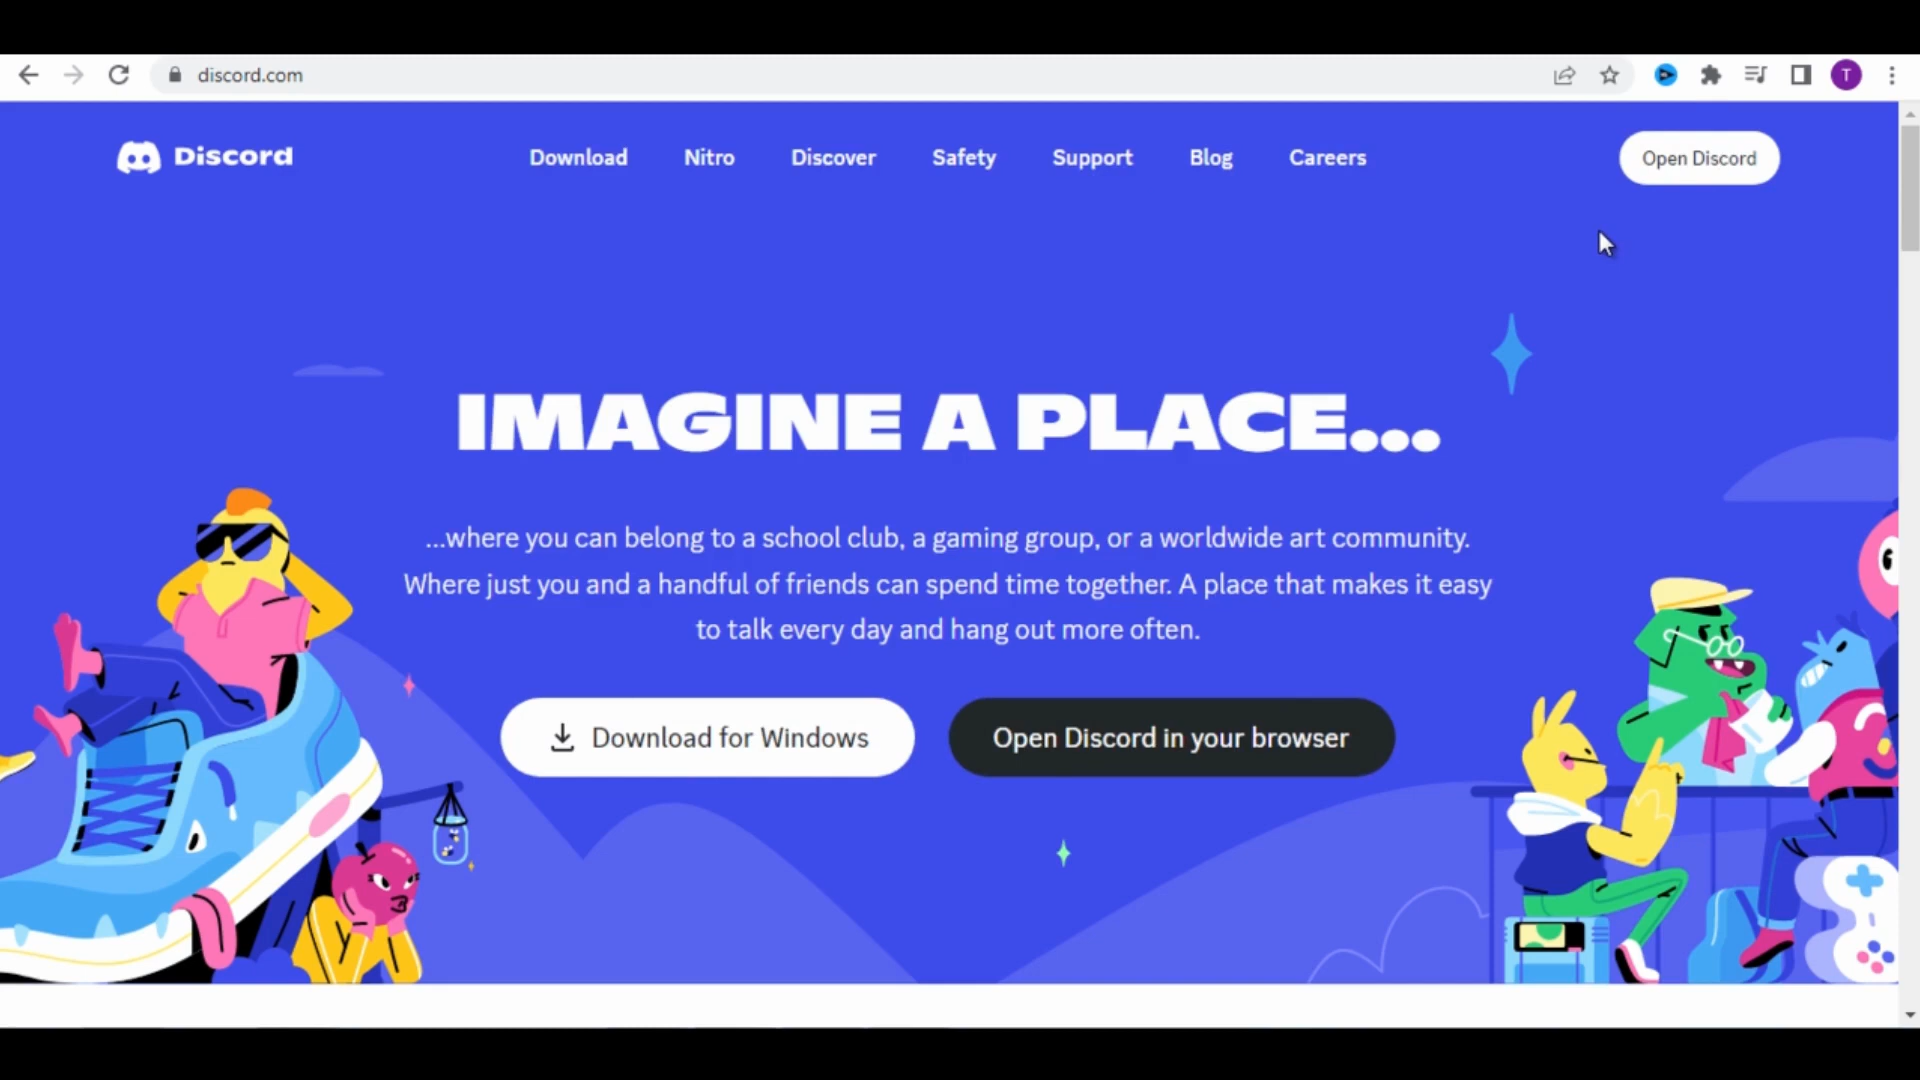 discord.com
T
Discord
Download Nitro Discover Safety Support Blog Careers
Open Discord
IMAGINE A PLACE...
...where you can belong to a school club, a gaming group, or a worldwide art community.
Where just you and a handful of friends can spend time together. A place that makes it easy
to talk every day and hang out more often.
Download for Windows
Open Discord in your browser